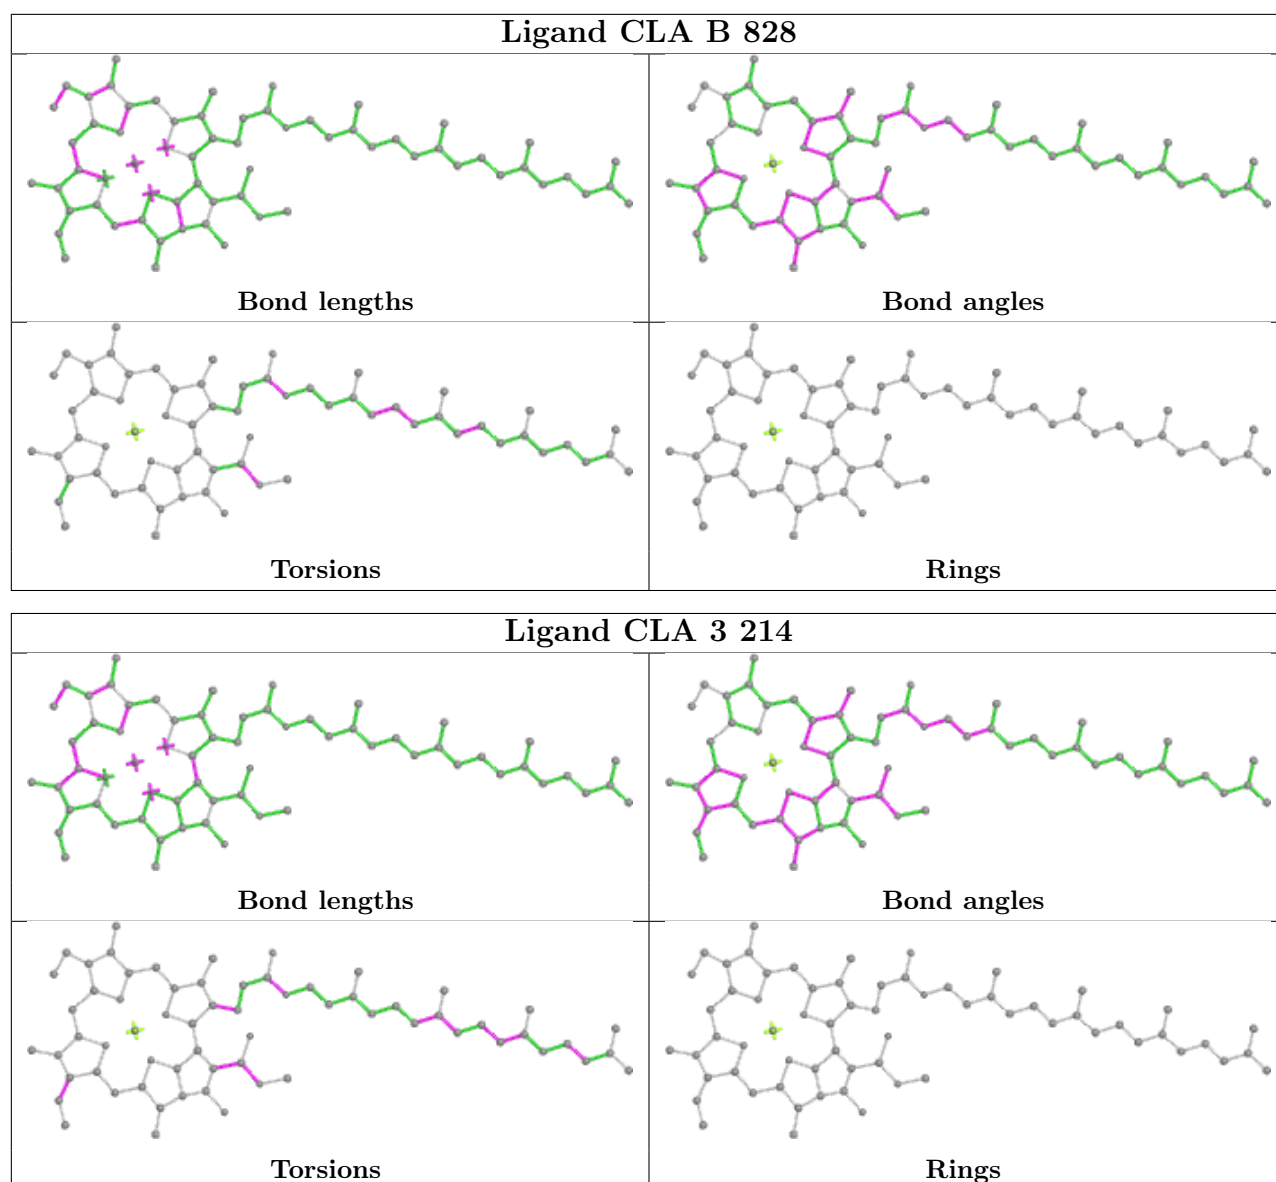 Ligand CLA B 828
Bond lengths
Bond angles
Torsions
Rings
Ligand CLA 3 214
Bond lengths
Bond angles
Torsions
Rings